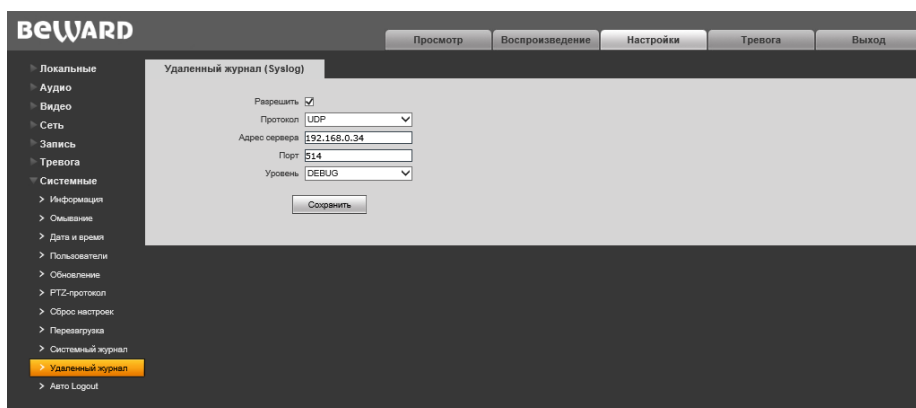 BEWARD
Просмотр
Воспроизведение
Настройки
Тревога
Выход
Локальные
Аудио
Видео
Сеть
Запись
Тревога
Системные
Информация
Омывание
Дата и время
Пользователи
Обновление
PTZ-протокол
Сброс настроек
Перезагрузка
Системный журнал
Удаленный журнал
Авто Logout
Удаленный журнал (Syslog)
Разрешить
Протокол UDP
Адрес сервера 192.168.0.34
Порт 514
Уровень DEBUG
Сохранить